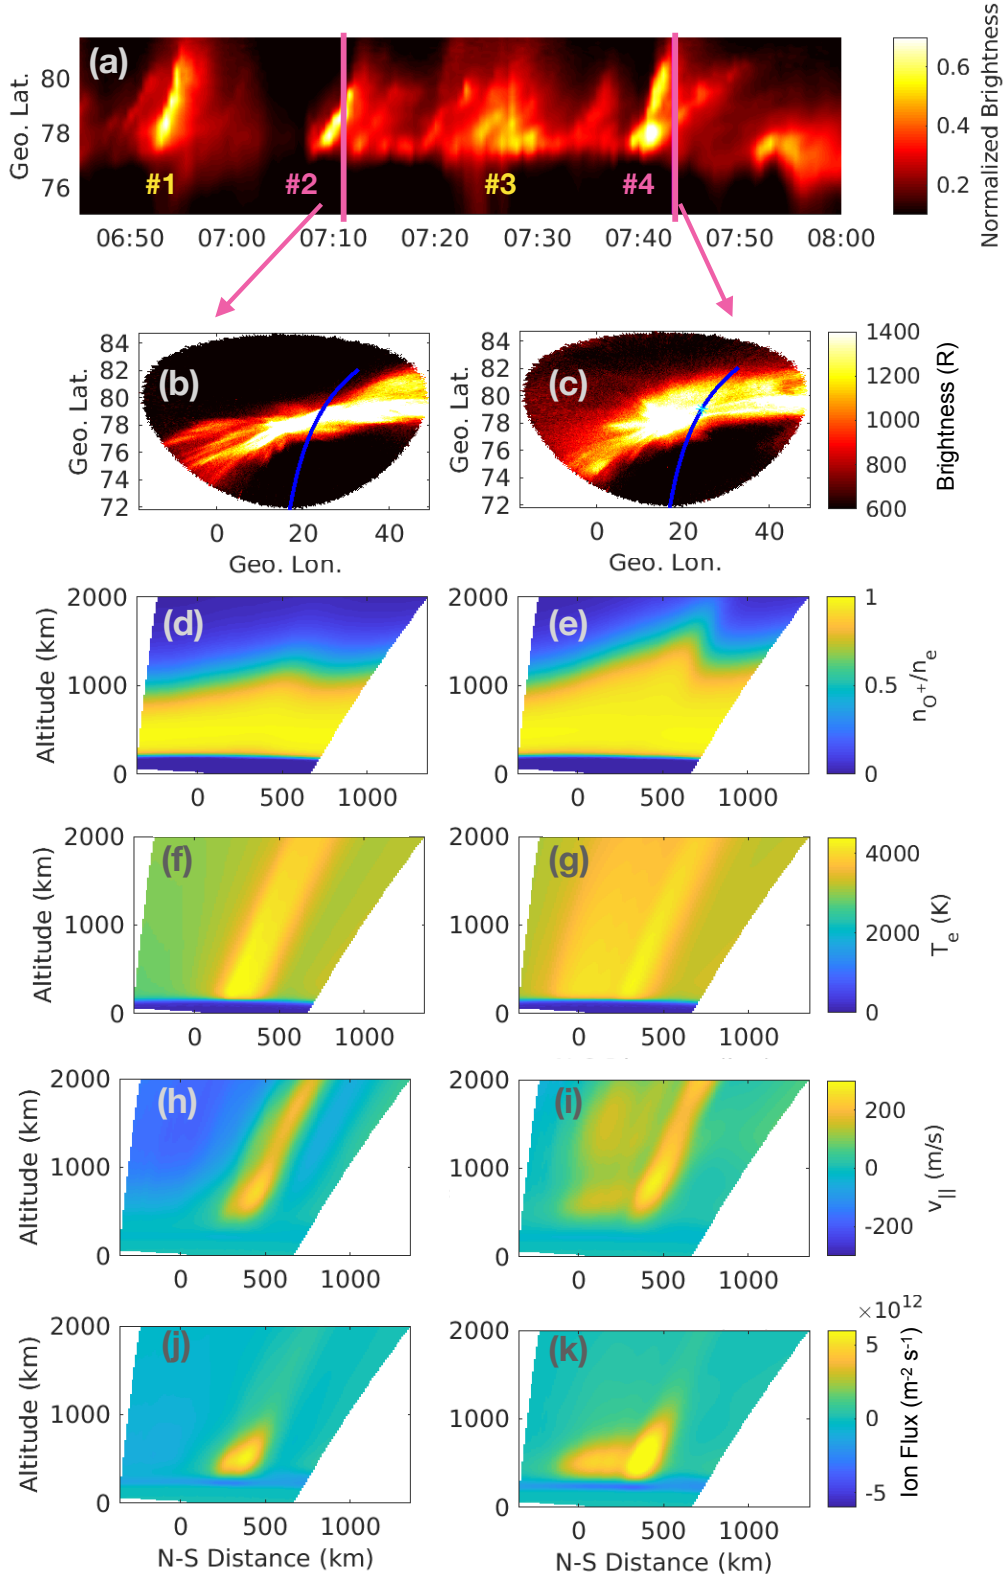 (a)
Geo. Lat.
80
78
76
#1
#2
#3
#4
06:50 07:00 07:10 07:20 07:30 07:40 07:50 08:00
0.6
0.4
0.2
Normalized Brightness
(b)
Geo. Lat.
84
82
80
78
76
74
72
0 20 40
Geo. Lon.
(c)
Geo. Lat.
84
82
80
78
76
74
72
0 20 40
Geo. Lon.
1400
1200
1000
800
600
Brightness (R)
(d)
Altitude (km)
2000
1000
0
0 500 1000
(e)
2000
1000
0
0 500 1000
1
0.5
0
n_O+/n_e
(f)
Altitude (km)
2000
1000
0
0 500 1000
(g)
2000
1000
0
0 500 1000
4000
2000
0
T_e (K)
(h)
Altitude (km)
2000
1000
0
0 500 1000
(i)
2000
1000
0
0 500 1000
200
0
-200
v_|| (m/s)
(j)
Altitude (km)
2000
1000
0
0 500 1000
N-S Distance (km)
(k)
2000
1000
0
0 500 1000
N-S Distance (km)
×10¹²
5
0
-5
Ion Flux (m⁻² s⁻¹)